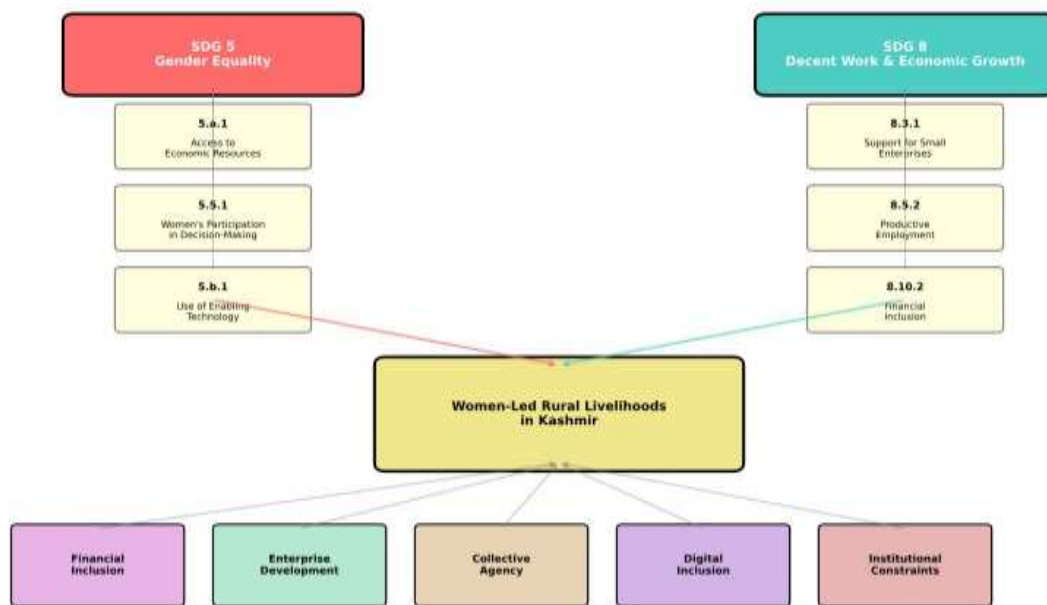 SDG 5
Gender Equality
5.a.1
Access to
Economic Resources
5.5.1
Women's Participation
in Decision-Making
5.b.1
Use of Enabling
Technology
SDG 8
Decent Work & Economic Growth
8.3.1
Support for Small
Enterprises
8.5.2
Productive
Employment
8.10.2
Financial
Inclusion
Women-Led Rural Livelihoods
in Kashmir
Financial
Inclusion
Enterprise
Development
Collective
Agency
Digital
Inclusion
Institutional
Constraints